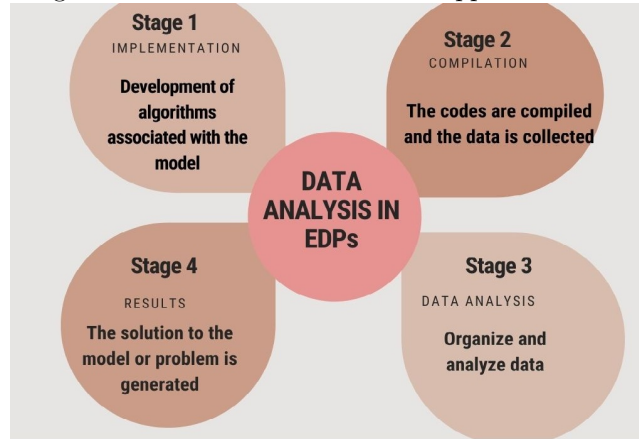 Stage 1
IMPLEMENTATION
Development of
algorithms
associated with the
model
Stage 2
COMPILATION
The codes are compiled
and the data is collected
DATA
ANALYSIS IN
EDPs
Stage 4
RESULTS
The solution to the
model or problem is
generated
Stage 3
DATA ANALYSIS
Organize and
analyze data